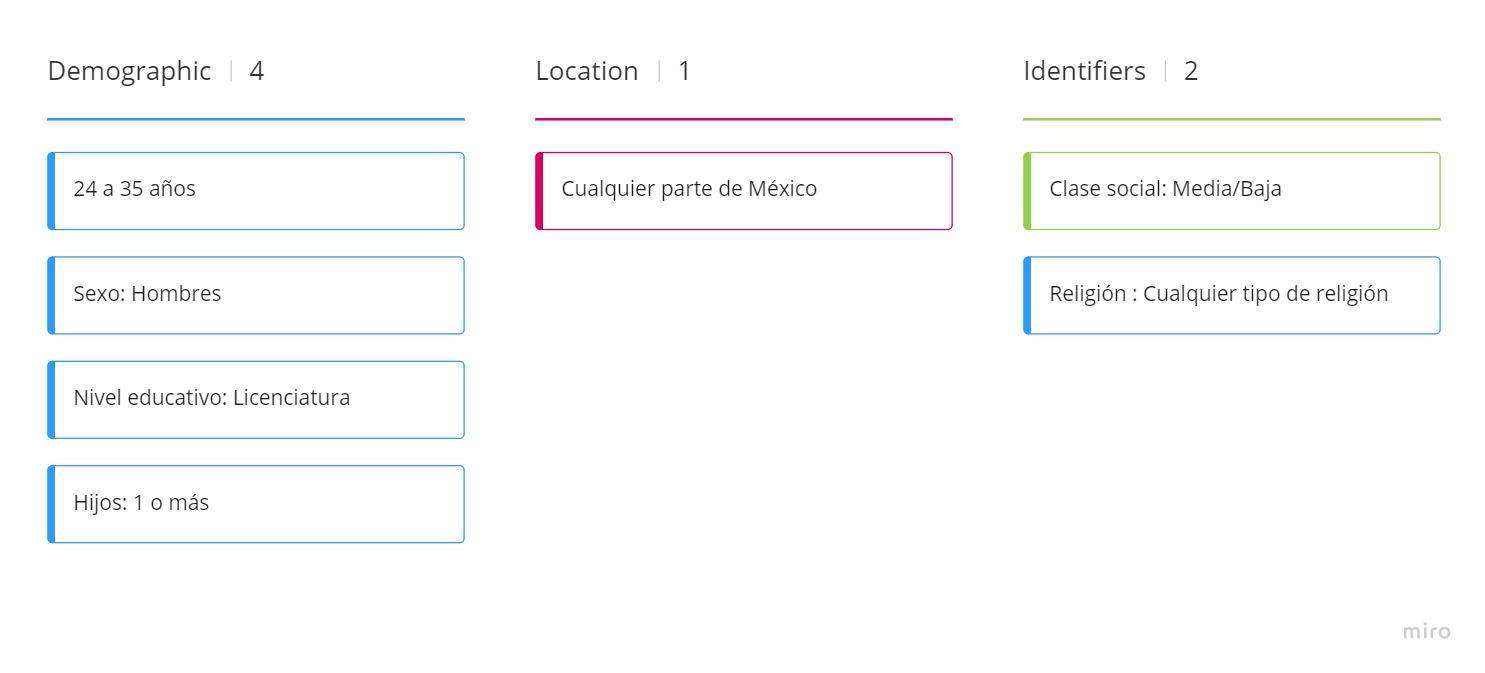 Demographic | 4
Location | 1
Identifiers | 2
24 a 35 años
Cualquier parte de México
Clase social: Media/Baja
Sexo: Hombres
Religión : Cualquier tipo de religión
Nivel educativo: Licenciatura
Hijos: 1 o más
miro